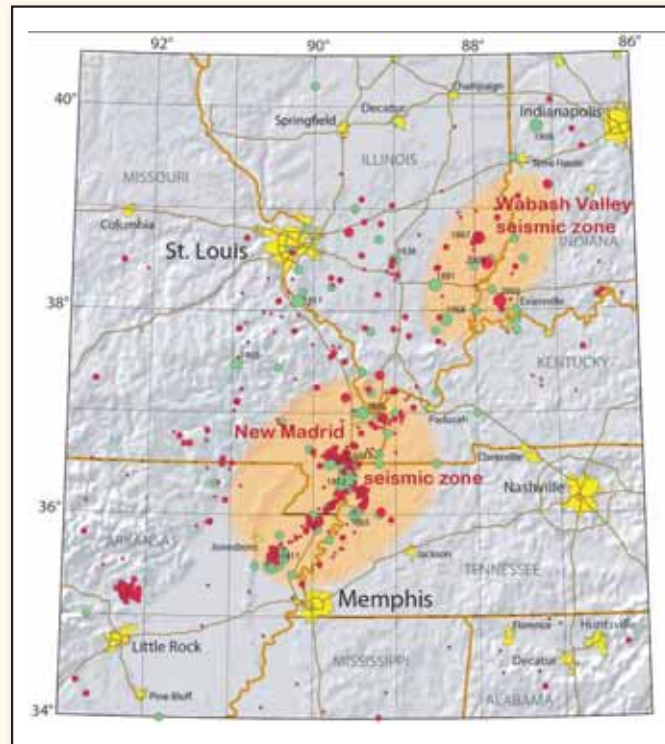 92° 90° 88° 86°
40°
Champaign
Decatur
Springfield
Indianapolis
ILLINOIS
Terre Haute
MISSOURI
Wabash Valley
seismic zone
Columbia
INDIANA
St. Louis
38°
Evansville
KENTUCKY
New Madrid
seismic zone
Paducah
Clarksville
Nashville
36°
ARKANSAS
Jonesboro
Jackson
TENNESSEE
Memphis
Little Rock
Florence
Huntsville
MISSISSIPPI
Decatur
Pine Bluff
ALABAMA
34°